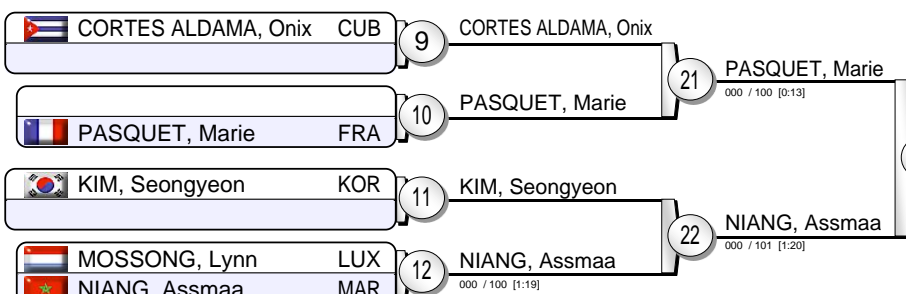 CORTES ALDAMA, Onix CUB
9
CORTES ALDAMA, Onix
21
PASQUET, Marie
000 / 100 [0:13]
PASQUET, Marie FRA
10
PASQUET, Marie
KIM, Seongyeon KOR
11
KIM, Seongyeon
22
NIANG, Assmaa
000 / 101 [1:20]
MOSSONG, Lynn LUX
NIANG, Assmaa MAR
12
NIANG, Assmaa
000 / 100 [1:19]